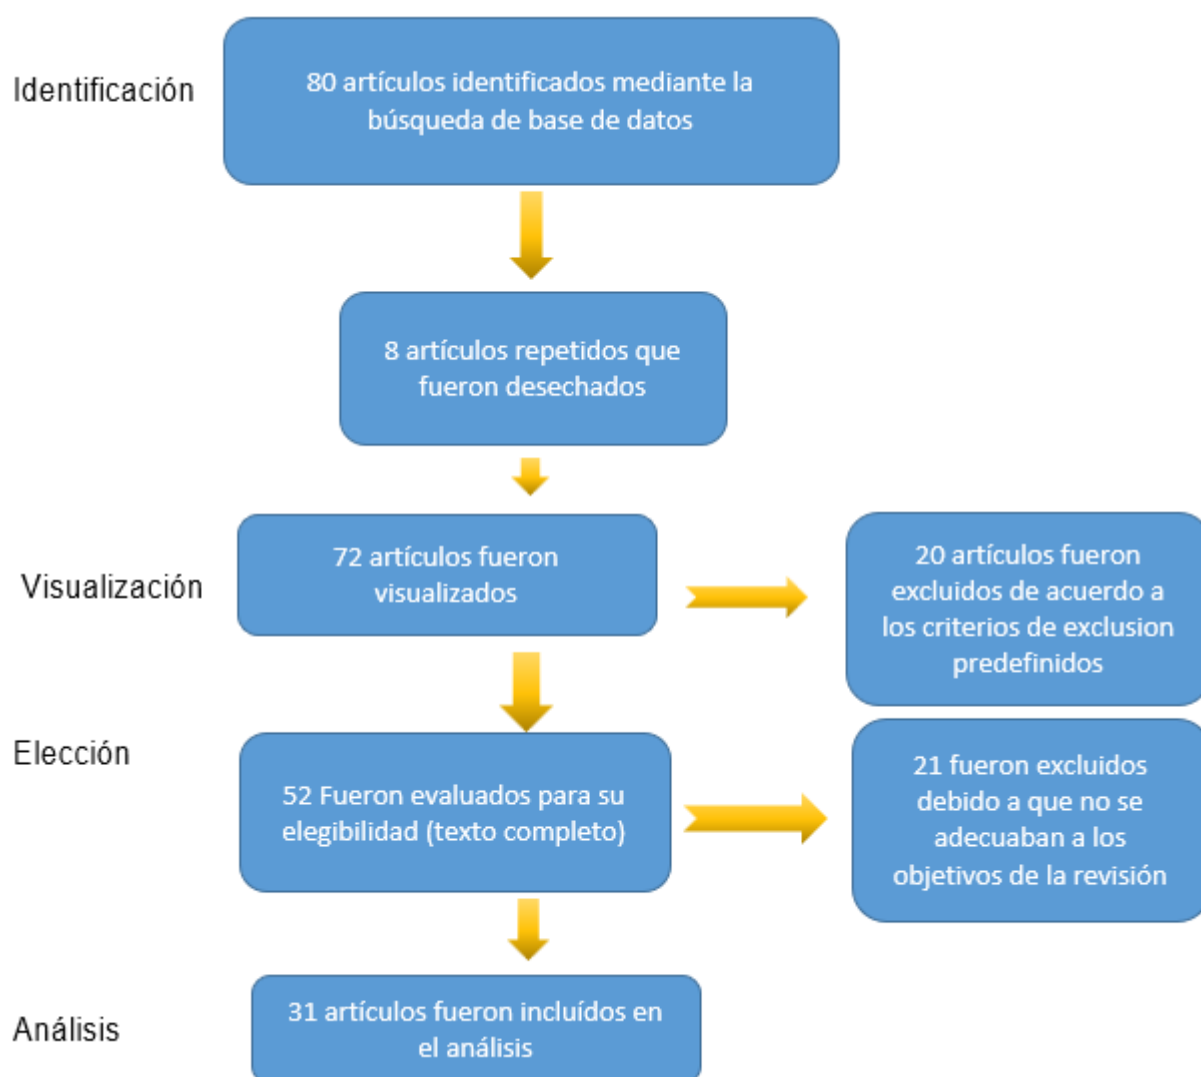 Identificación
80 artículos identificados mediante la
búsqueda de base de datos
8 artículos repetidos que
fueron desechados
Visualización
72 artículos fueron
visualizados
20 artículos fueron
excluidos de acuerdo a
los criterios de exclusion
predefinidos
Elección
52 Fueron evaluados para su
elegibilidad (texto completo)
21 fueron excluidos
debido a que no se
adecuaban a los
objetivos de la revisión
Análisis
31 artículos fueron incluídos en
el análisis